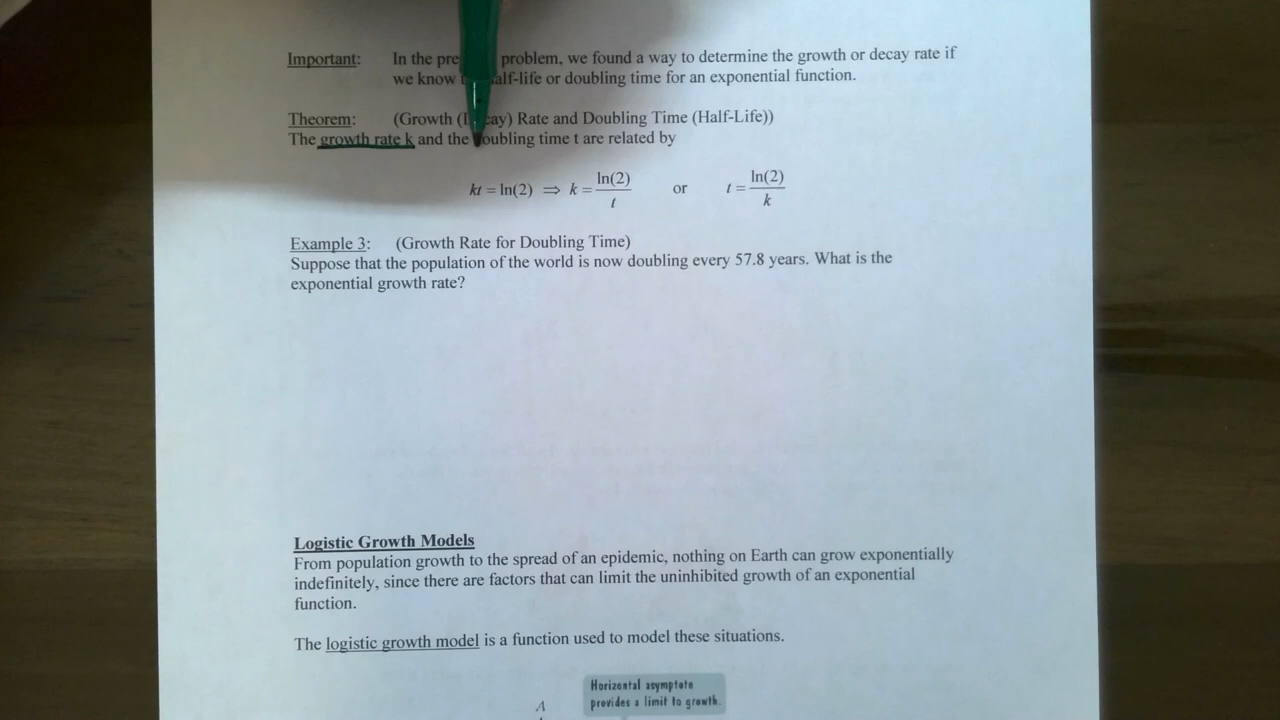 Important: In the pre problem, we found a way to determine the growth or decay rate if
we know half-life or doubling time for an exponential function.
Theorem: (Growth (Decay) Rate and Doubling Time (Half-Life))
The growth rate k and the doubling time t are related by
kt = ln(2) ⟹ k = ln(2)/t or t = ln(2)/k
Example 3: (Growth Rate for Doubling Time)
Suppose that the population of the world is now doubling every 57.8 years. What is the
exponential growth rate?
Logistic Growth Models
From population growth to the spread of an epidemic, nothing on Earth can grow exponentially
indefinitely, since there are factors that can limit the uninhibited growth of an exponential
function.
The logistic growth model is a function used to model these situations.
Horizontal asymptote
provides a limit to growth.
A